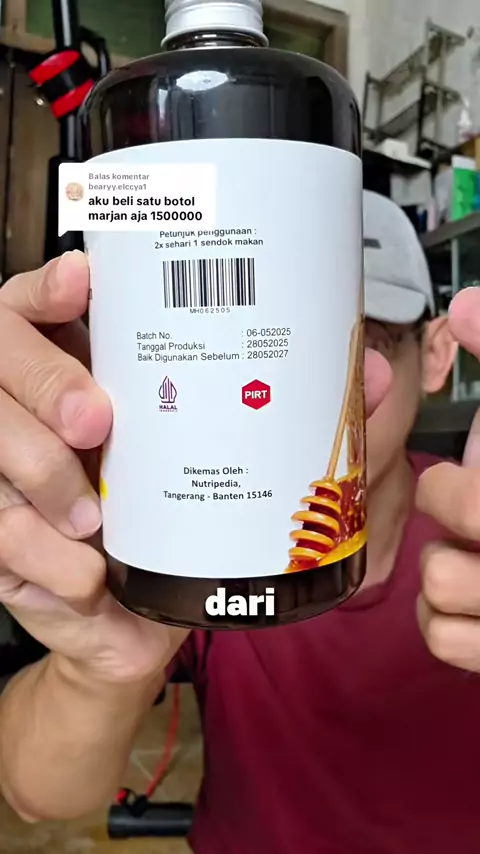 Balas komentar
bearyy.elccya1
aku beli satu botol
marjan aja 1500000
Petunjuk penggunaan :
2x sehari 1 sendok makan
MH062505
Batch No. : 06-052025
Tanggal Produksi : 28052025
Baik Digunakan Sebelum : 28052027
HALAL
INDONESIA
PIRT
Dikemas Oleh :
Nutripedia,
Tangerang - Banten 15146
dari